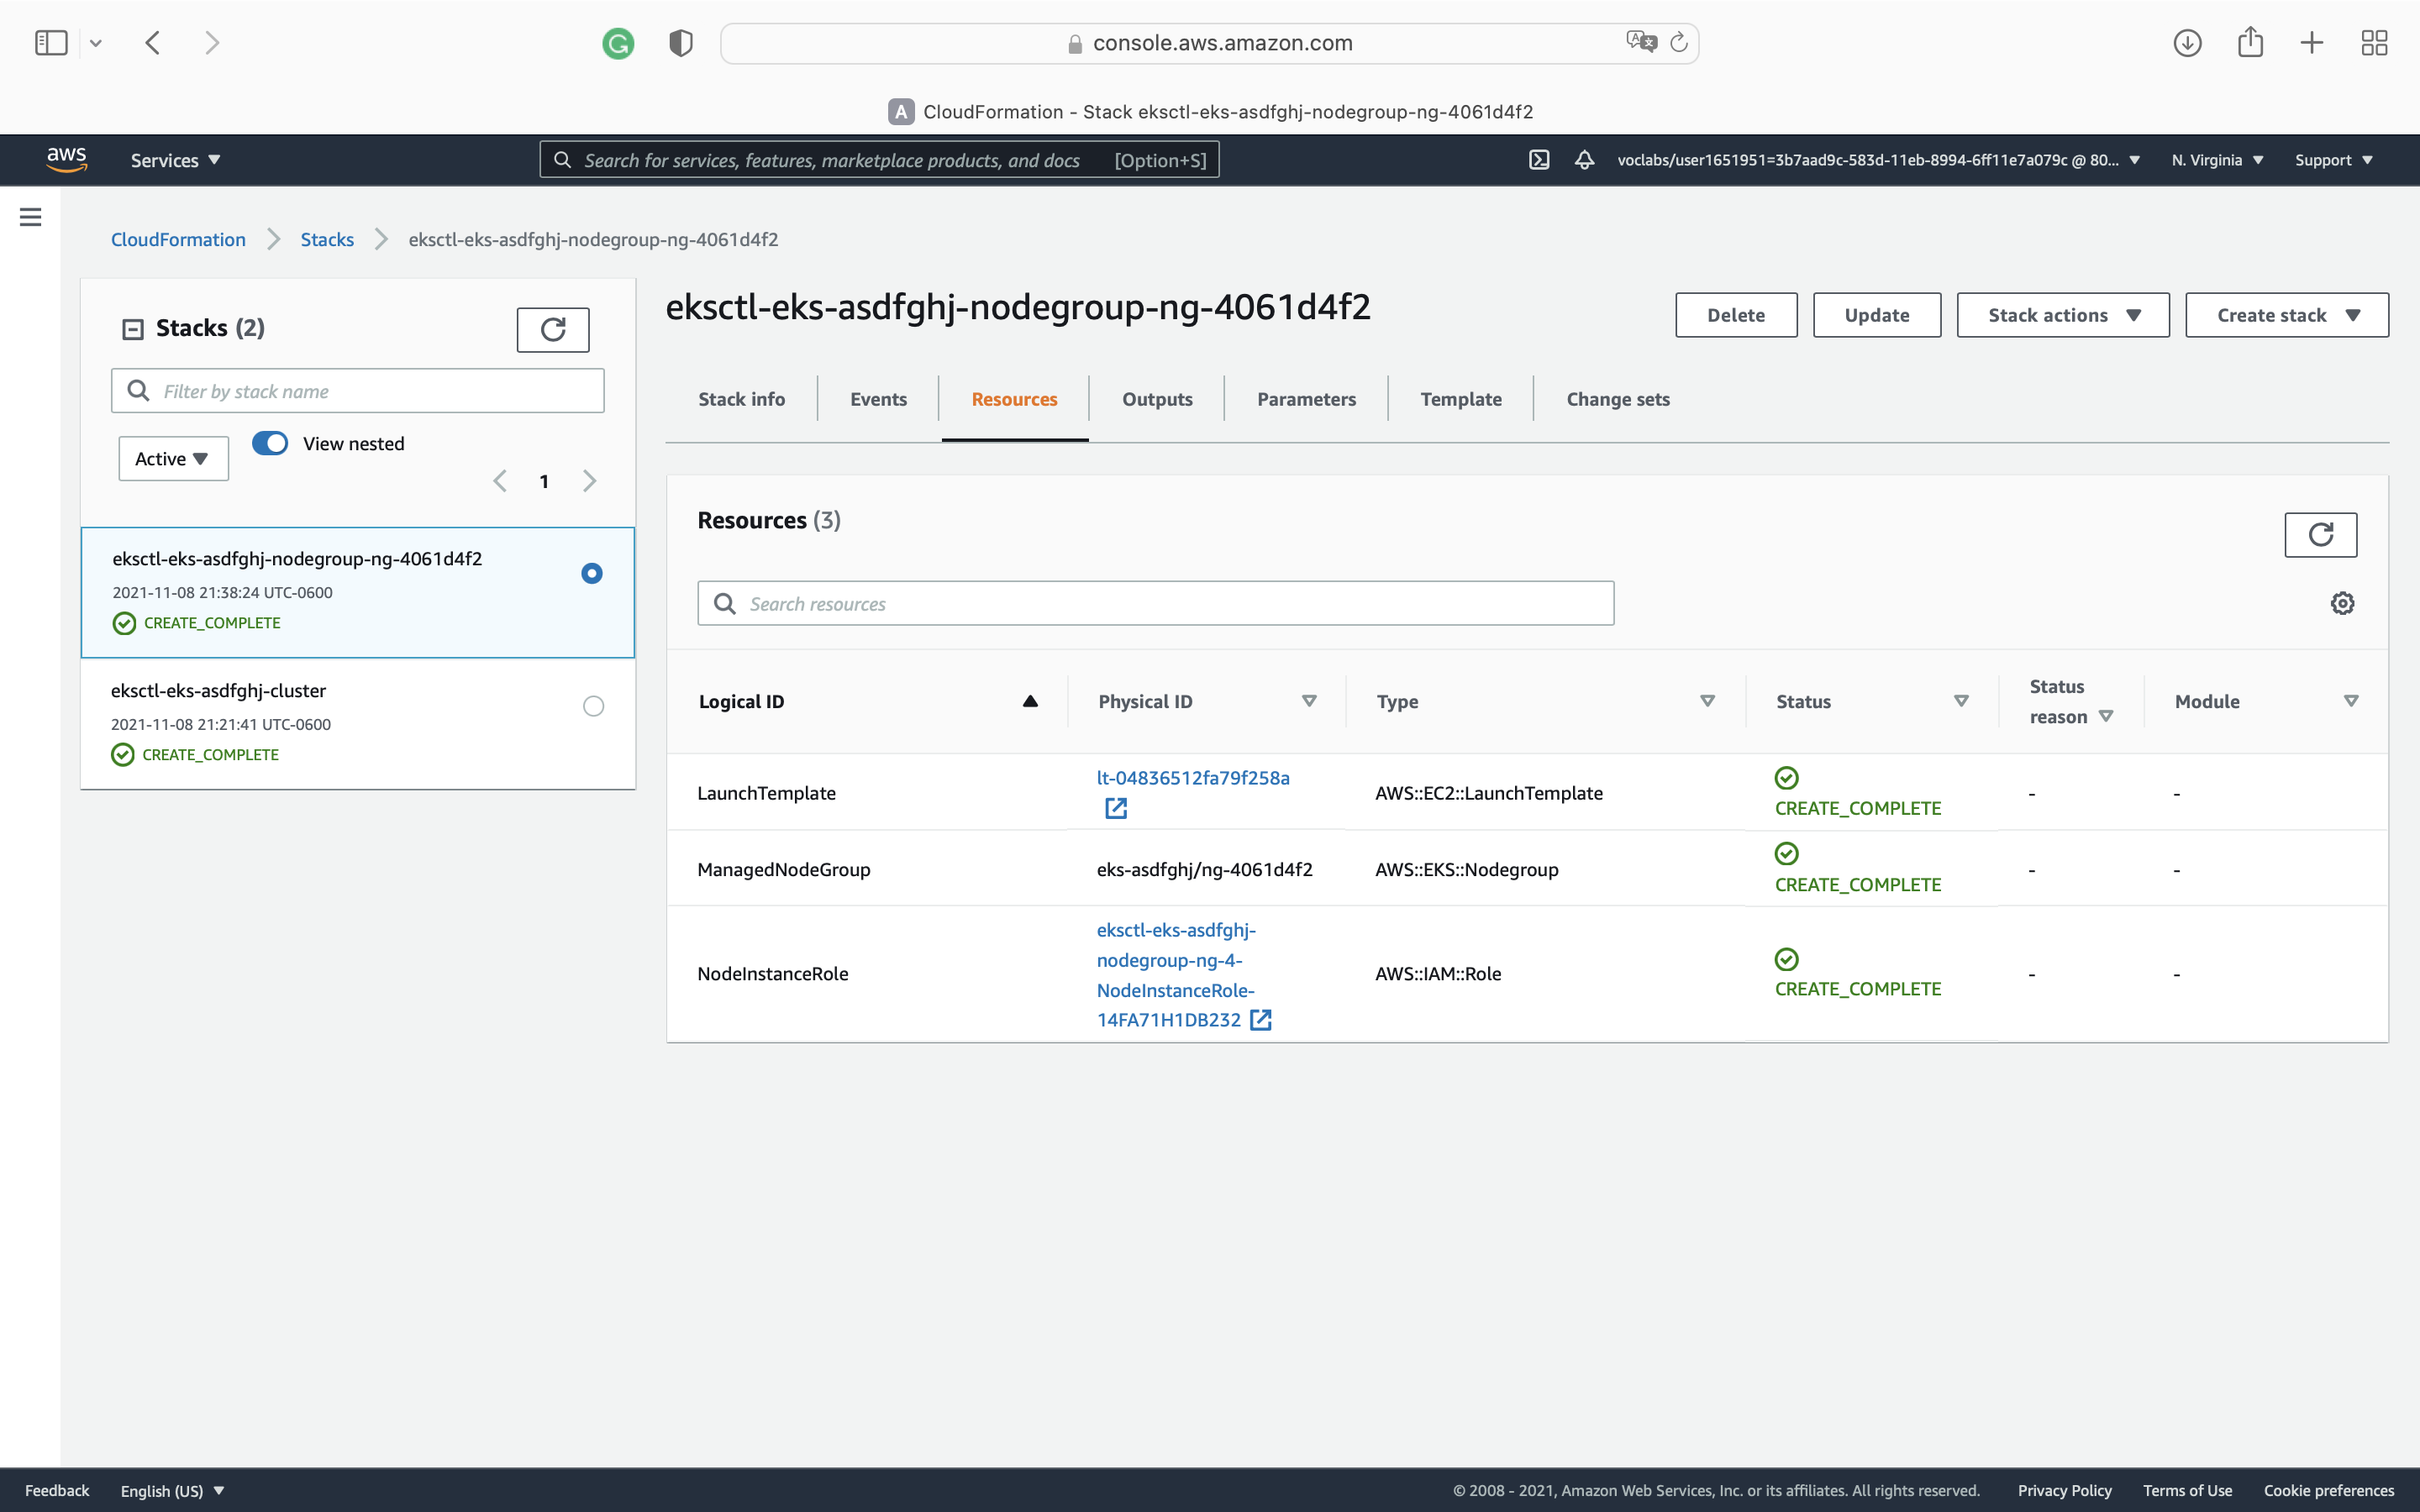 console.aws.amazon.com
A CloudFormation - Stack eksctl-eks-asdfghj-nodegroup-ng-4061d4f2
aws Services Search for services, features, marketplace products, and docs [Option+S] voclabs/user1651951=3b7aad9c-583d-11eb-8994-6ff11e7a079c @ 80... N. Virginia Support
CloudFormation Stacks eksctl-eks-asdfghj-nodegroup-ng-4061d4f2
Stacks (2)
Filter by stack name
Active View nested
1
eksctl-eks-asdfghj-nodegroup-ng-4061d4f2
2021-11-08 21:38:24 UTC-0600
CREATE_COMPLETE
eksctl-eks-asdfghj-cluster
2021-11-08 21:21:41 UTC-0600
CREATE_COMPLETE
eksctl-eks-asdfghj-nodegroup-ng-4061d4f2
Delete Update Stack actions Create stack
Stack info Events Resources Outputs Parameters Template Change sets
Resources (3)
Search resources
Logical ID Physical ID Type Status Status reason Module
LaunchTemplate lt-04836512fa79f258a AWS::EC2::LaunchTemplate CREATE_COMPLETE - -
ManagedNodeGroup eks-asdfghj/ng-4061d4f2 AWS::EKS::Nodegroup CREATE_COMPLETE - -
NodeInstanceRole eksctl-eks-asdfghj-
nodegroup-ng-4-
NodeInstanceRole-
14FA71H1DB232 AWS::IAM::Role CREATE_COMPLETE - -
Feedback English (US) © 2008 - 2021, Amazon Web Services, Inc. or its affiliates. All rights reserved. Privacy Policy Terms of Use Cookie preferences